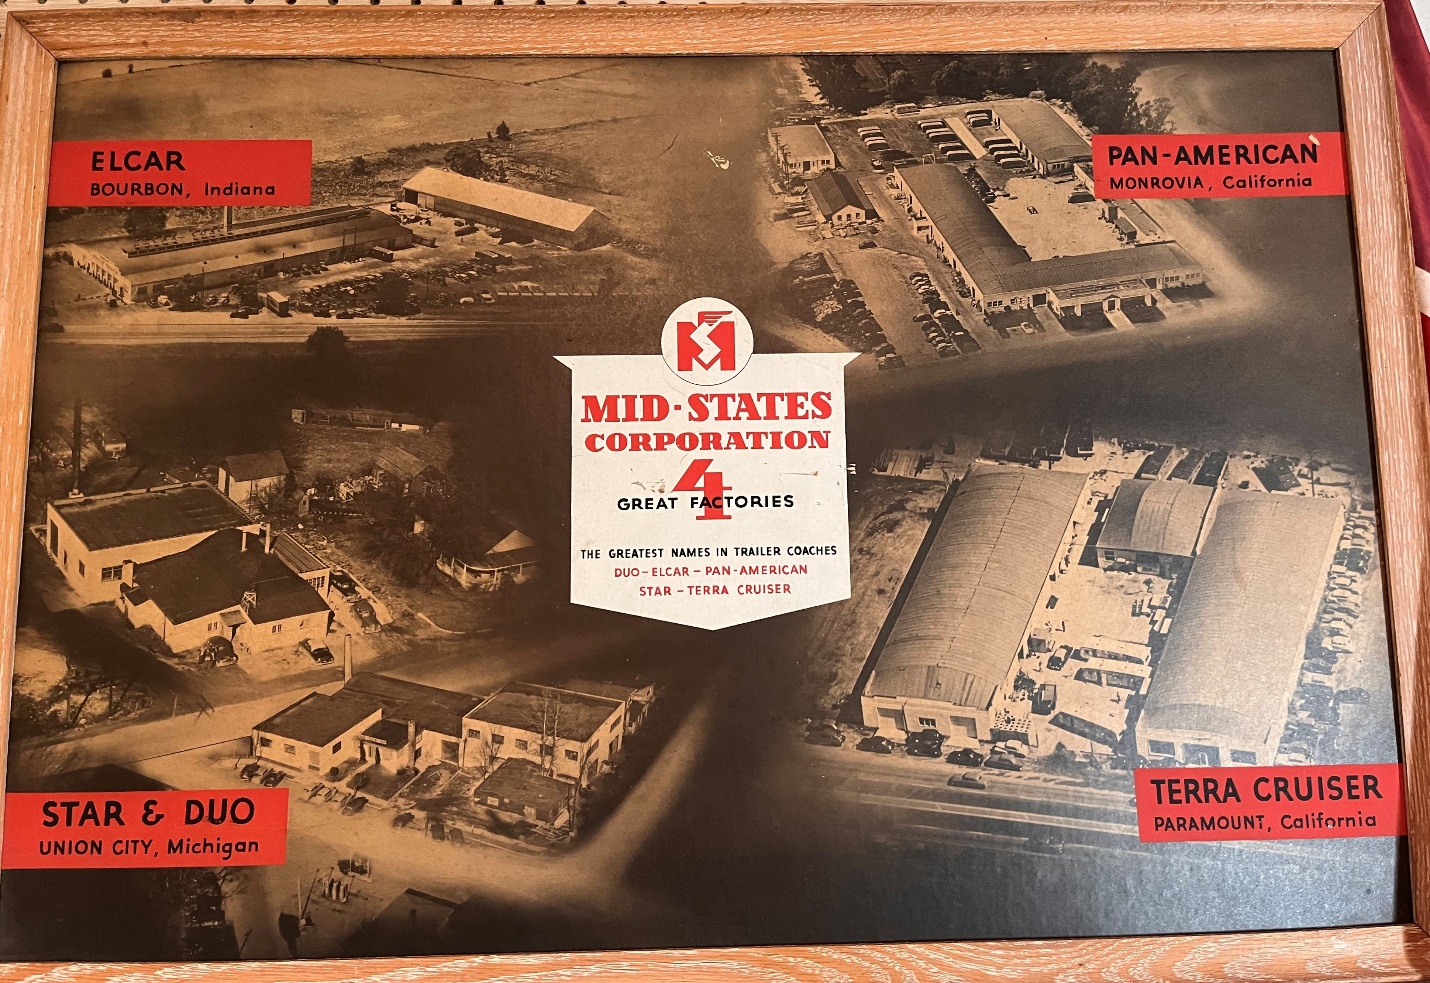 ELCAR
BOURBON, Indiana
PAN-AMERICAN
MONROVIA, California
MS
MID-STATES
CORPORATION
4
GREAT FACTORIES
THE GREATEST NAMES IN TRAILER COACHES
DUO-ELCAR-PAN-AMERICAN
STAR-TERRA CRUISER
STAR & DUO
UNION CITY, Michigan
TERRA CRUISER
PARAMOUNT, California